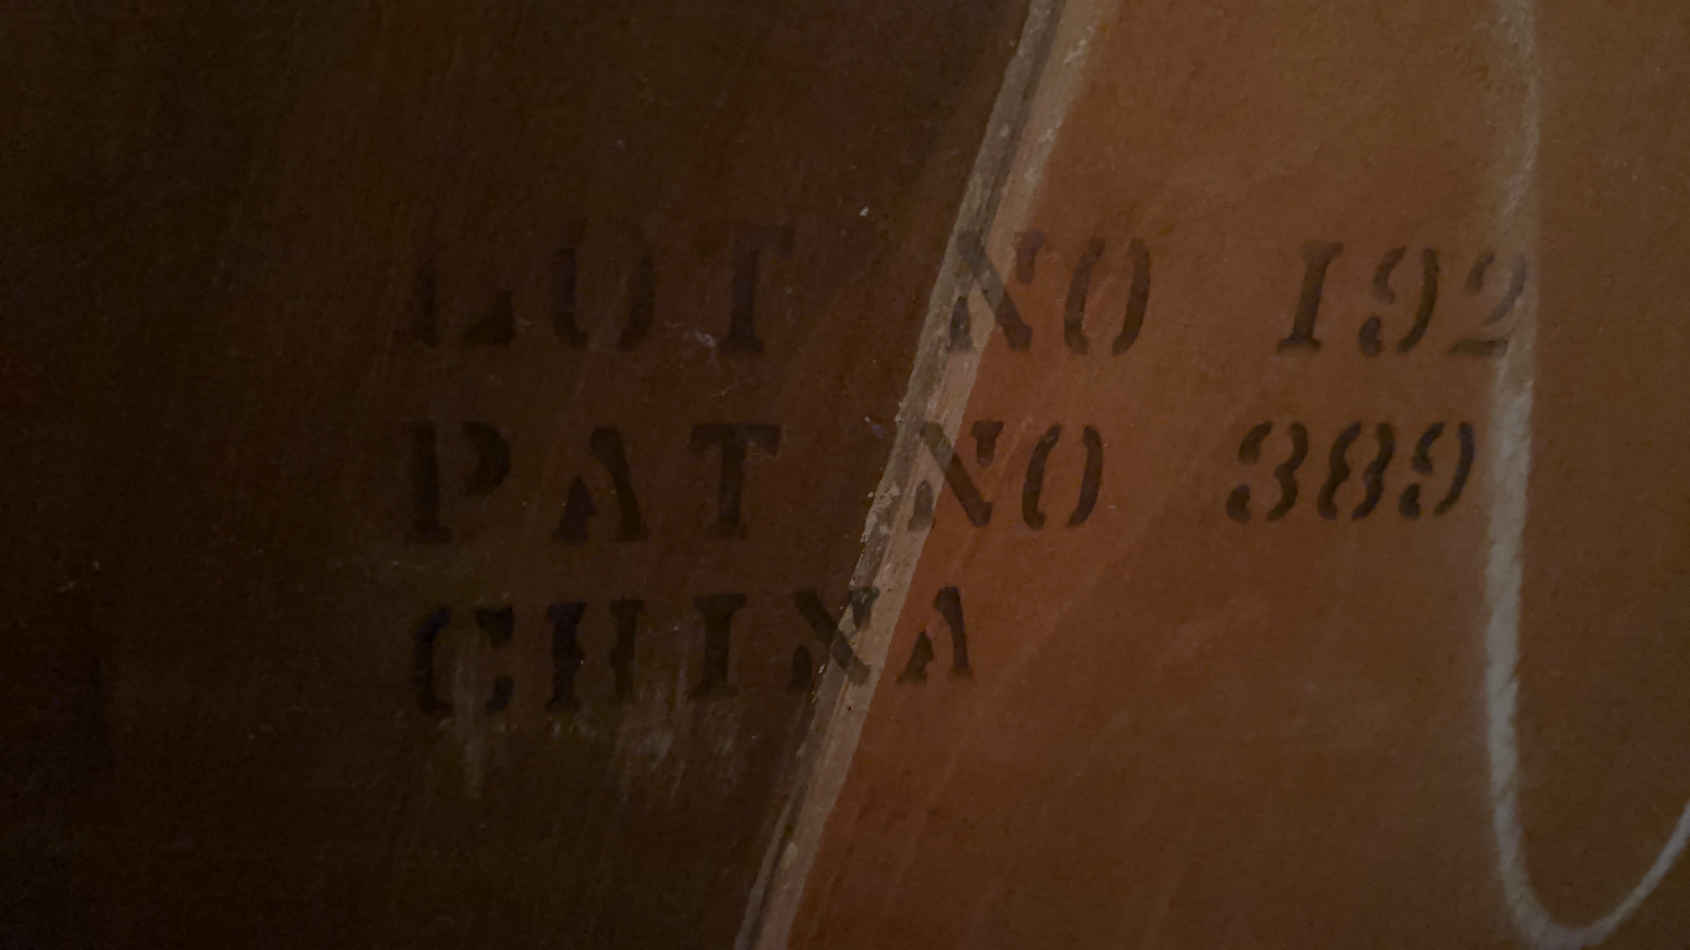 LOT NO 192
PAT NO 389
CHINA